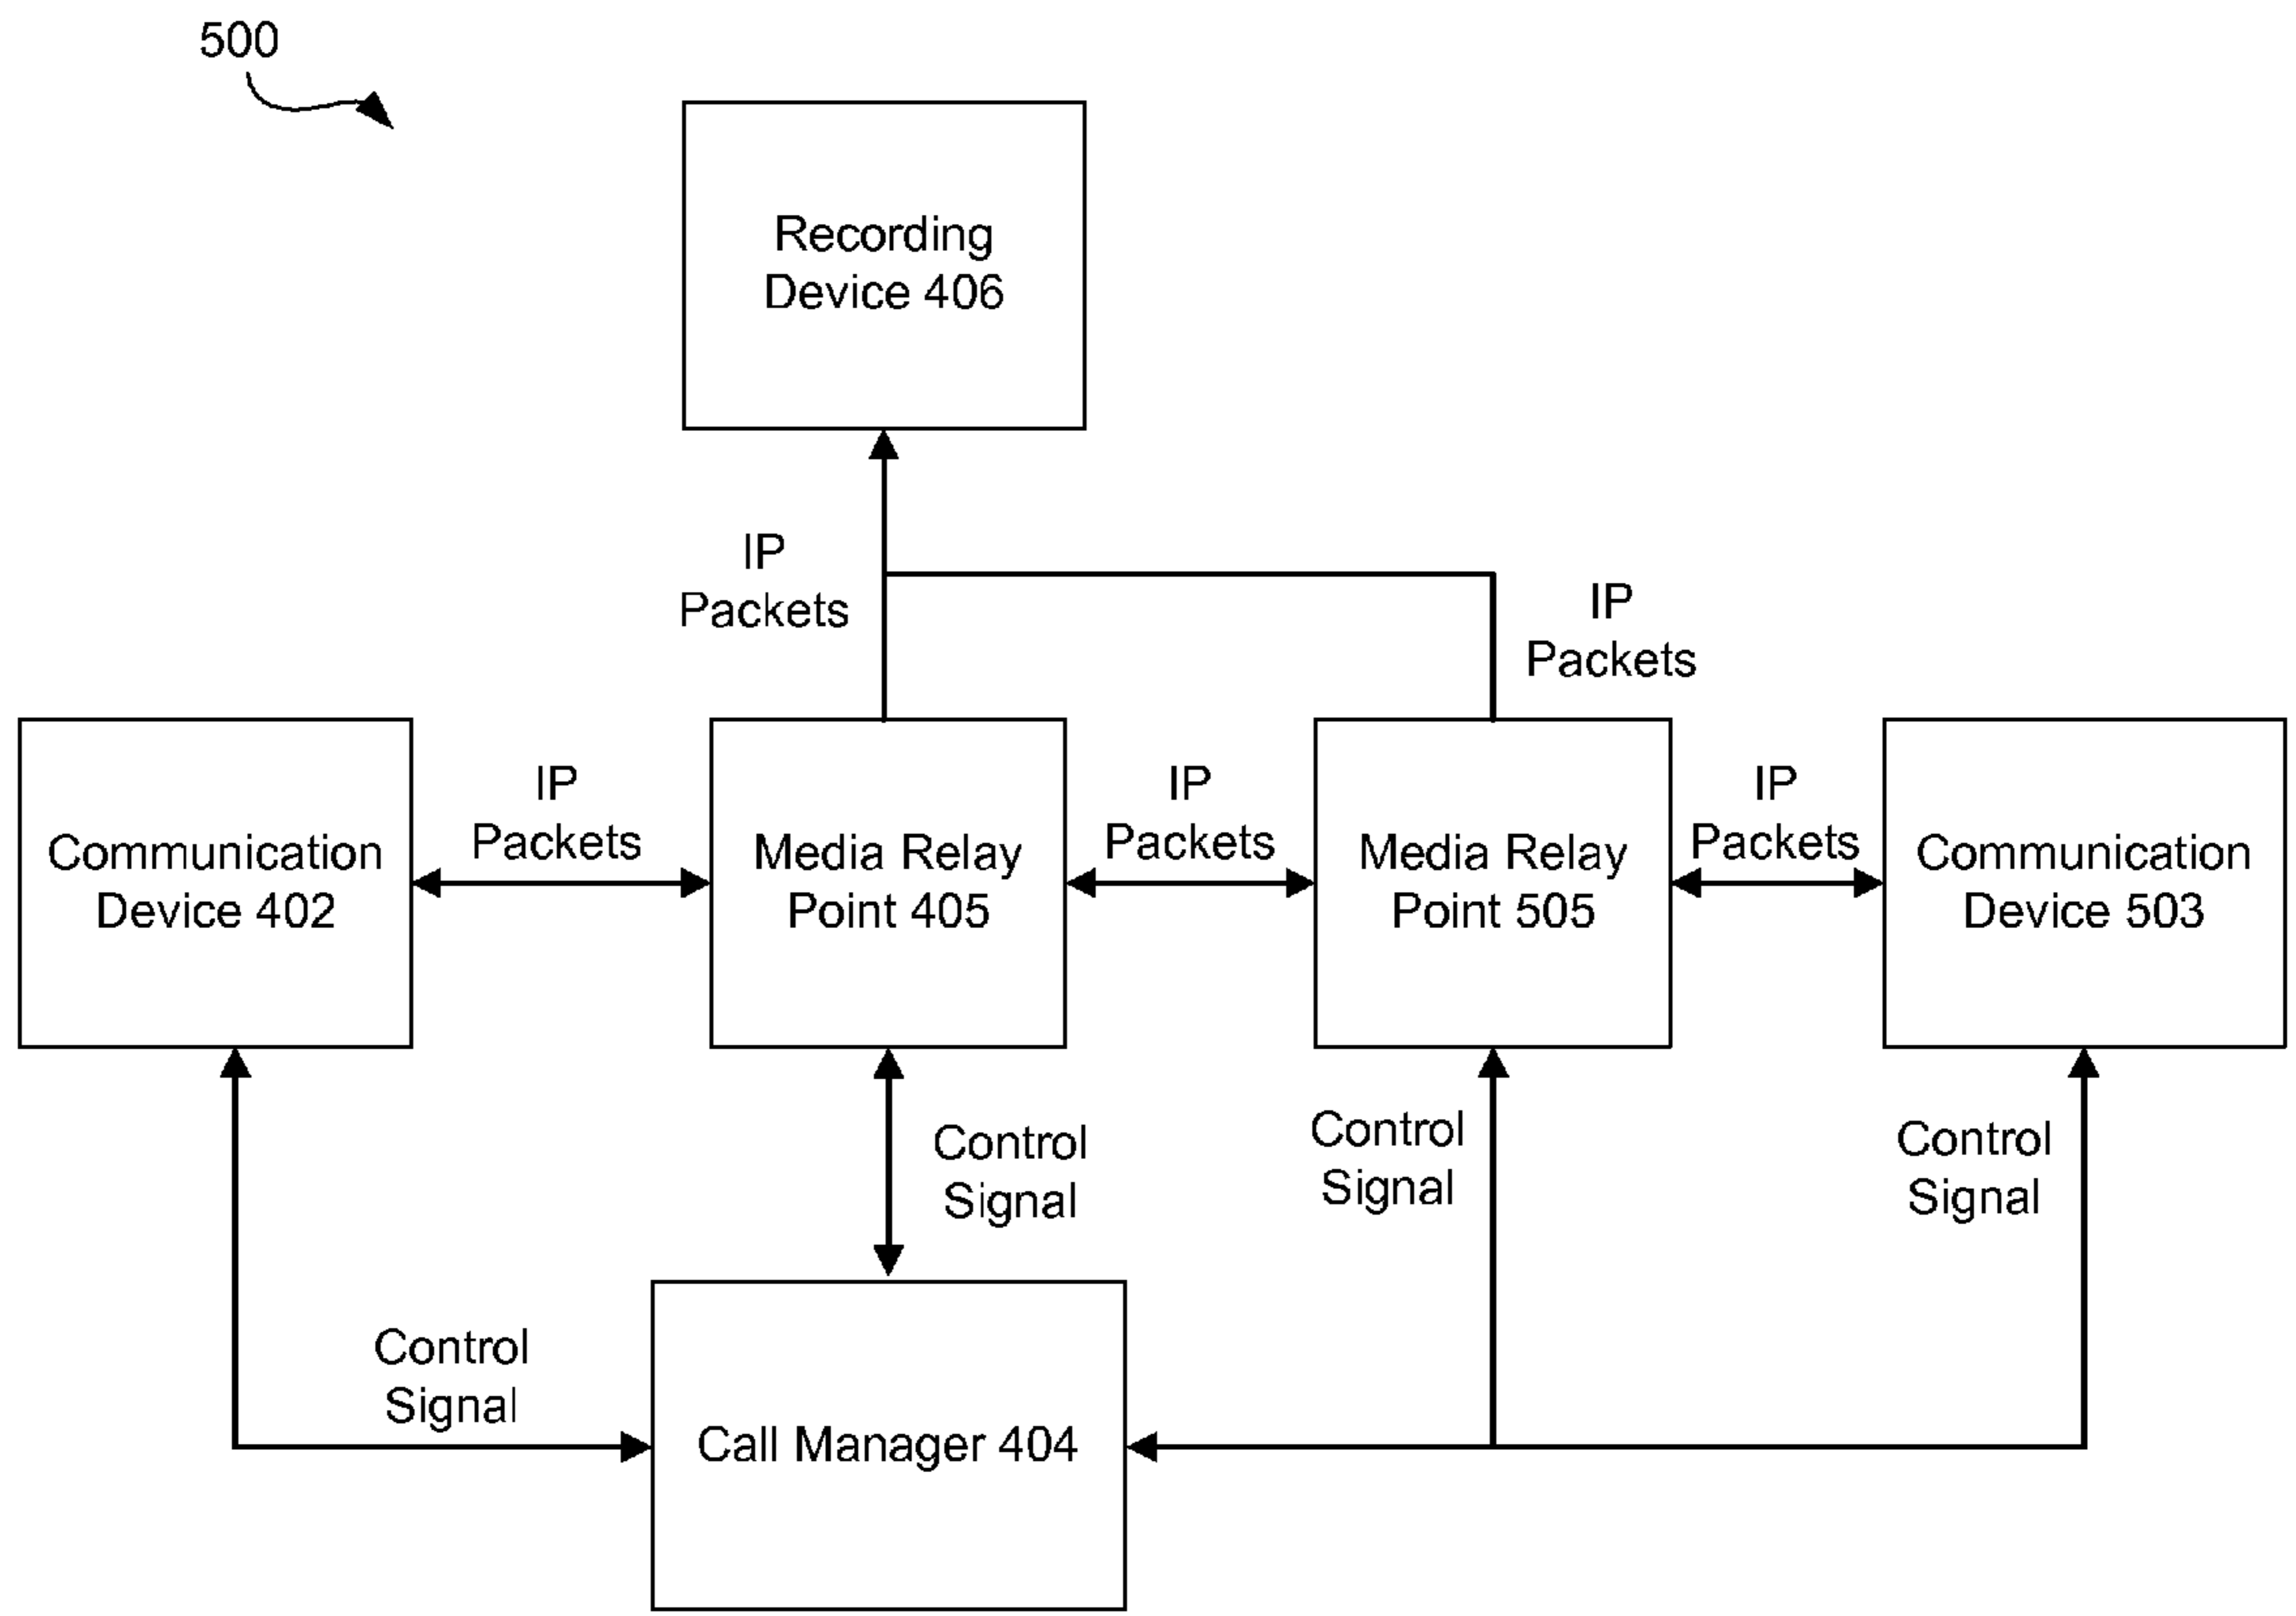 500
Recording
Device 406
IP
Packets
IP
Packets
Communication
Device 402
IP
Packets
Media Relay
Point 405
IP
Packets
Media Relay
Point 505
IP
Packets
Communication
Device 503
Control
Signal
Control
Signal
Control
Signal
Control
Signal
Call Manager 404